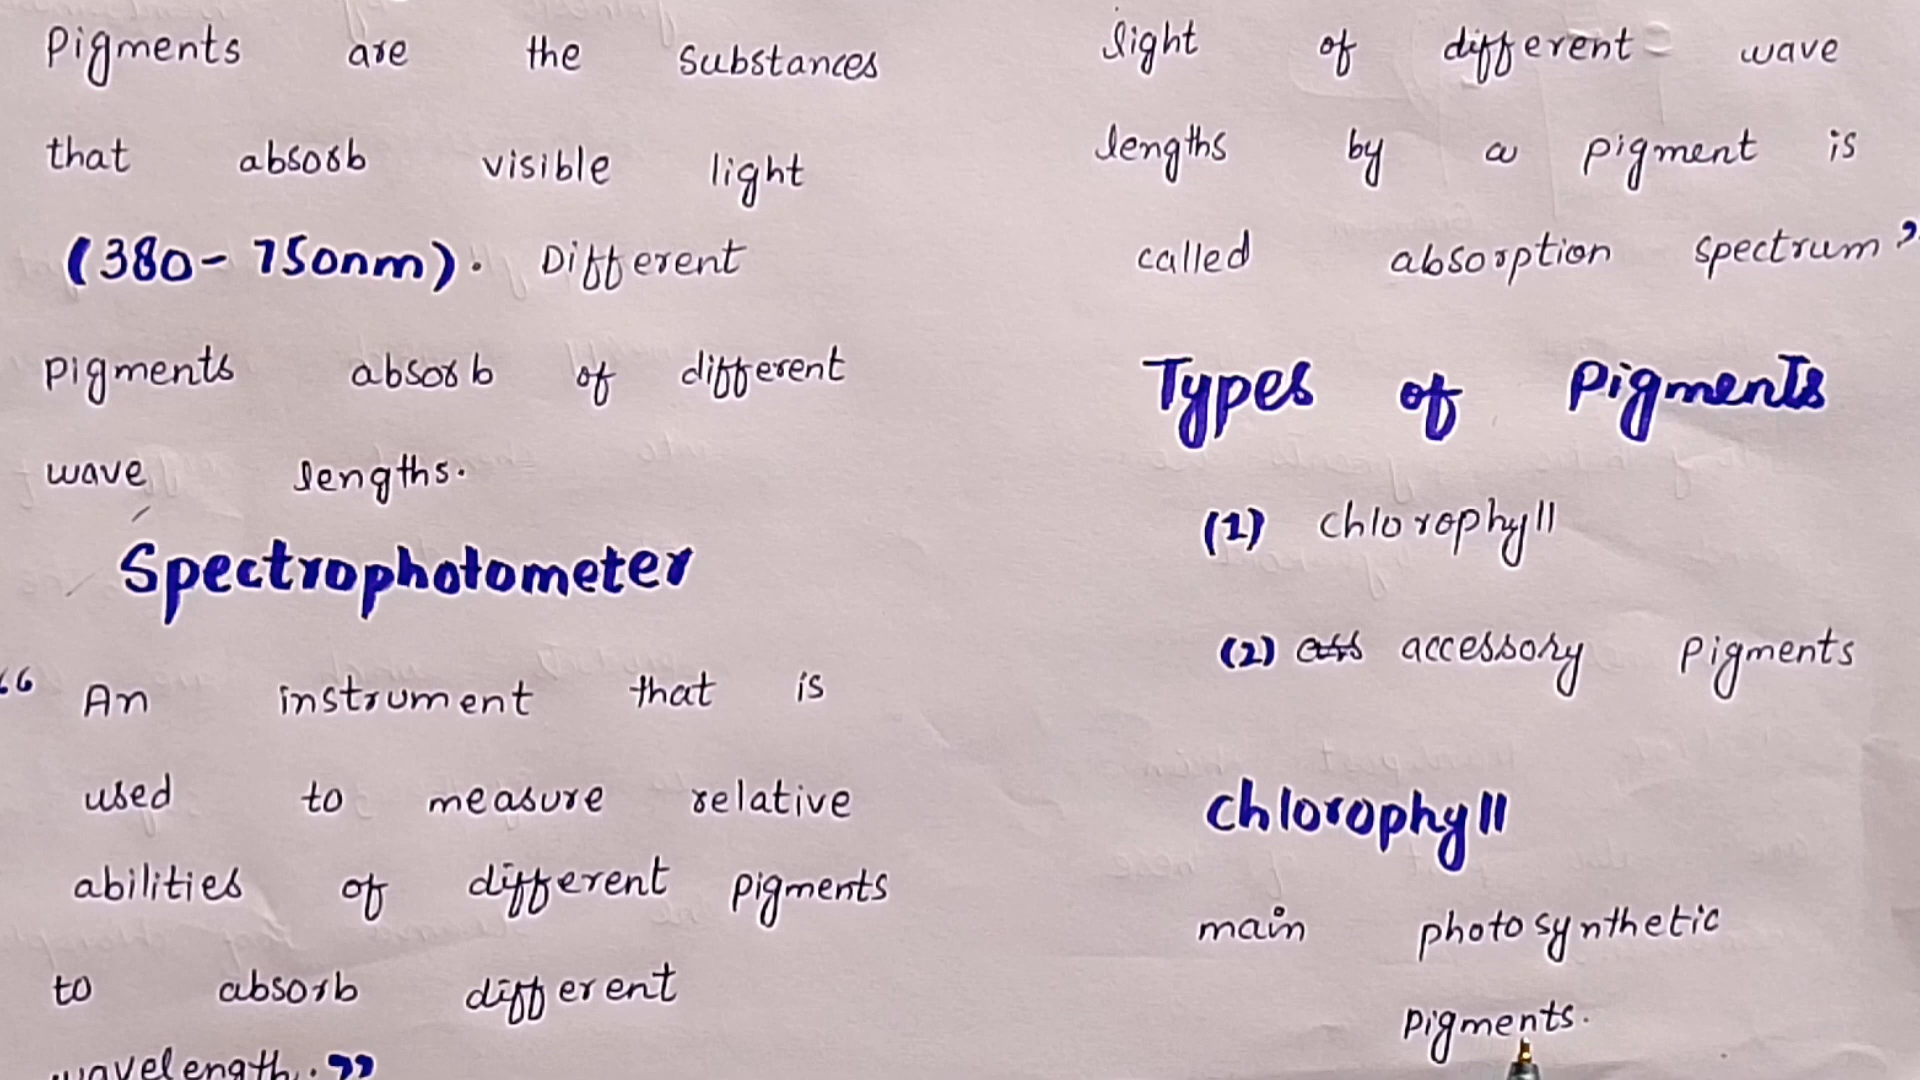 Pigments are the substances
that absorb visible light
(380-750nm). Different
pigments absorb of different
wave lengths.
Spectrophotometer
“ An instrument that is
used to measure relative
abilities of different pigments
to absorb different
wavelength.”
light of different wave
lengths by a pigment is
called absorption spectrum”
Types of Pigments
(1) chlorophyll
(2) accessory pigments
chlorophyll
main photosynthetic
pigments.